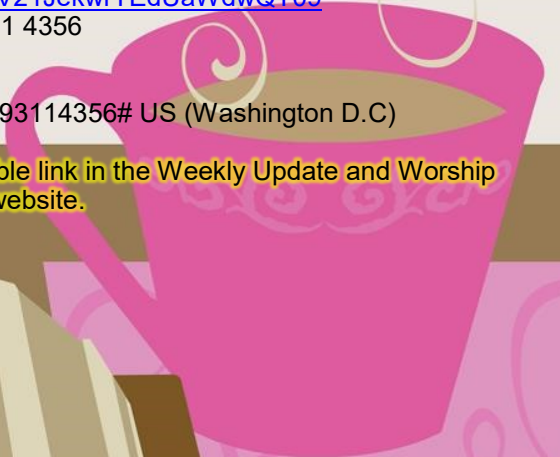 1 4356
93114356# US (Washington D.C)
ble link in the Weekly Update and Worship
website.